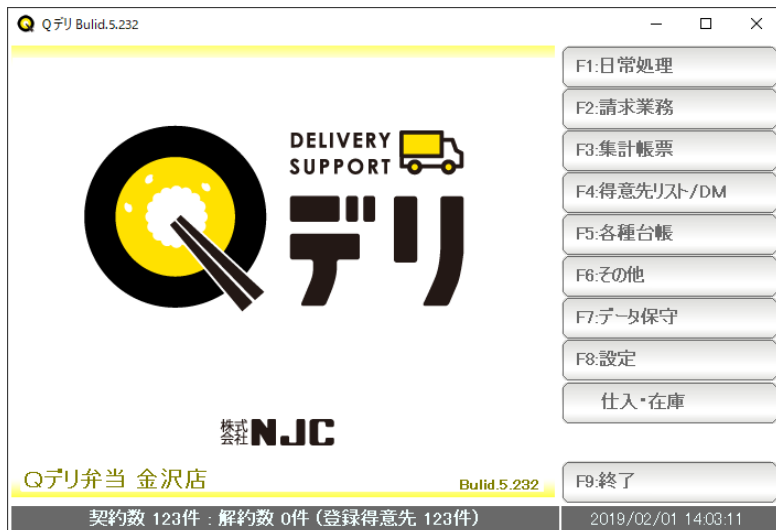 Qデリ Bulid.5.232
F1:日常処理
F2:請求業務
F3:集計帳票
F4:得意先リスト/DM
F5:各種台帳
F6:その他
F7:データ保守
F8:設定
仕入・在庫
F9:終了
DELIVERY
SUPPORT
Qデリ
株式会社NJC
Qデリ弁当 金沢店
Bulid.5.232
契約数 123件 : 解約数 0件 (登録得意先 123件)
2019/02/01 14:03:11